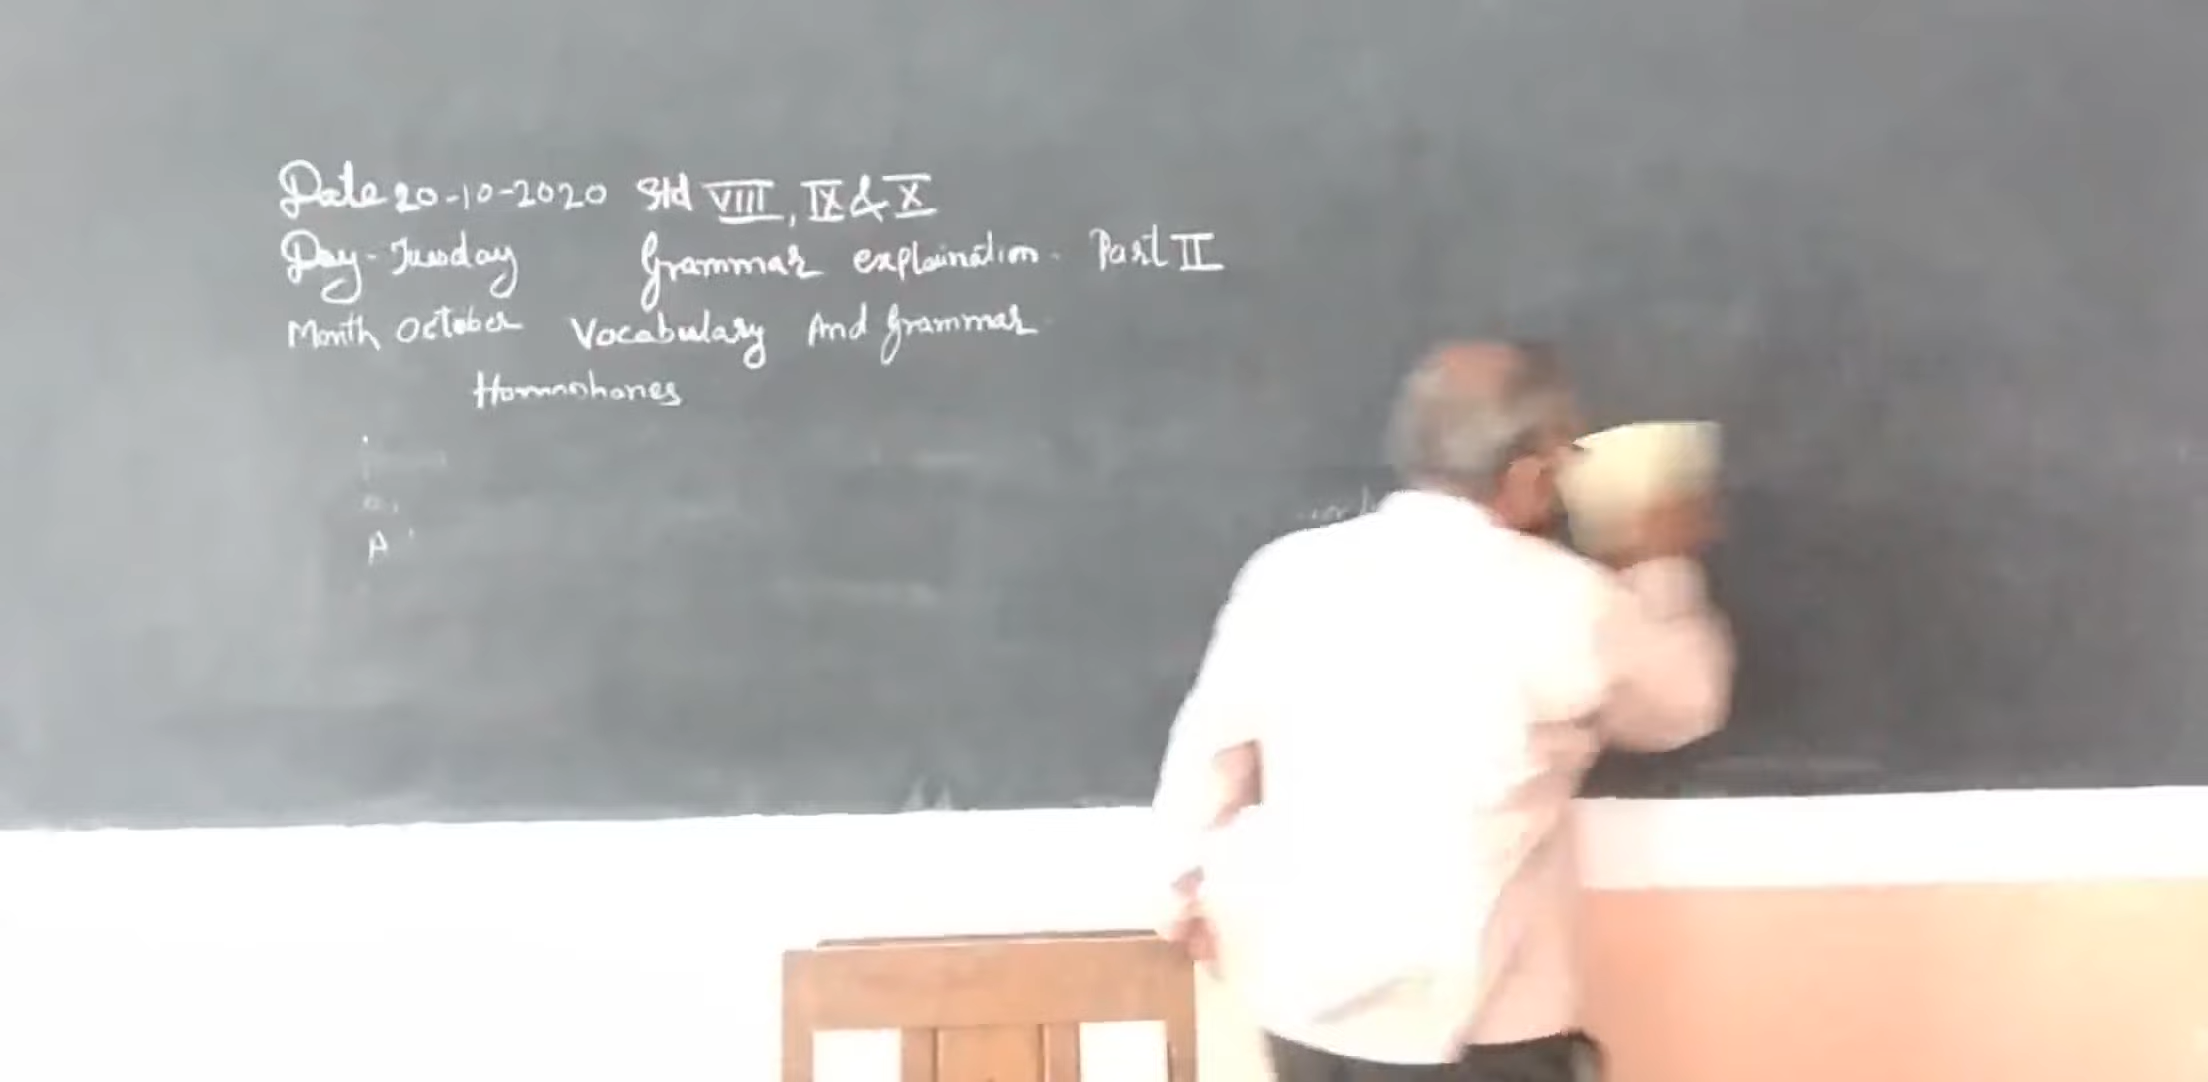 Date 20-10-2020 Std VIII, IX & X
Day - Tuesday Grammar explaination. Part II
Month October Vocabulary And Grammar
Homophones
A